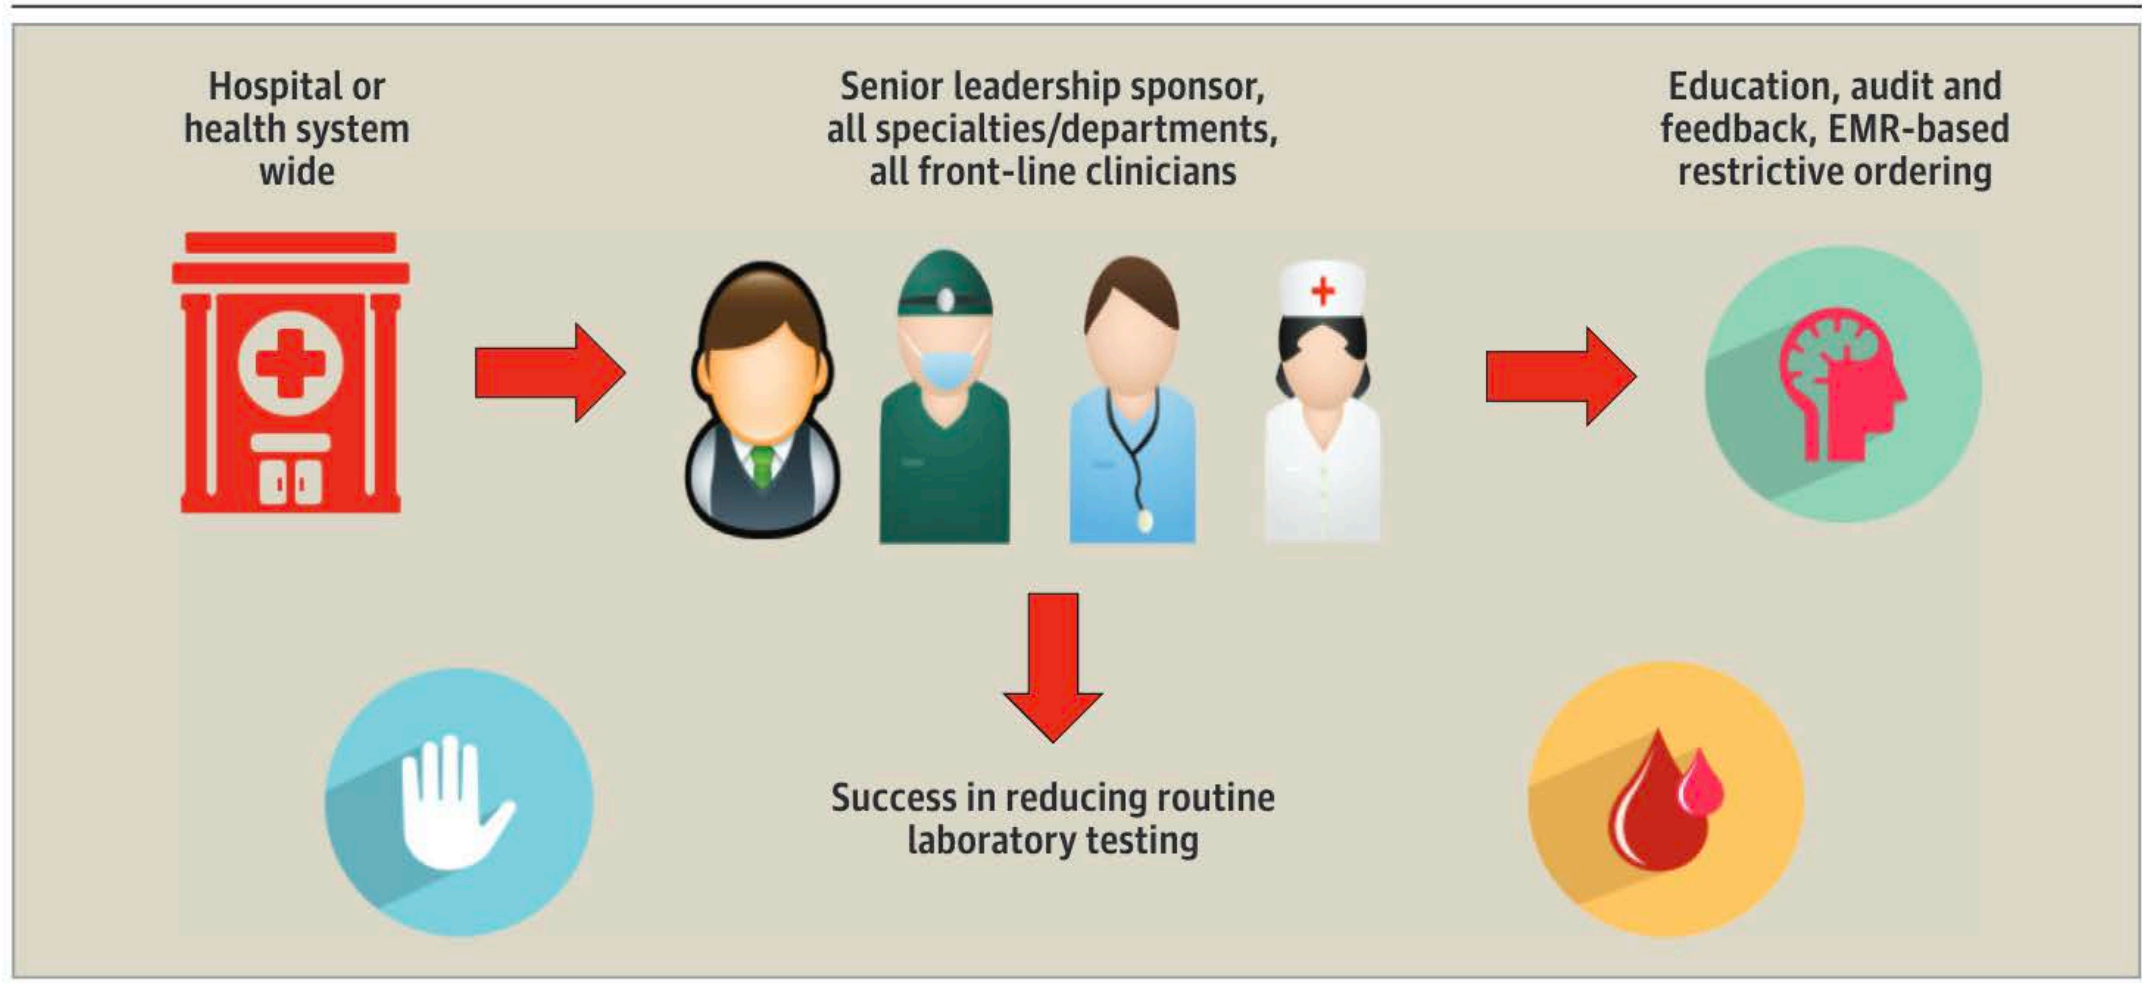 Hospital or
health system
wide
Senior leadership sponsor,
all specialties/departments,
all front-line clinicians
Education, audit and
feedback, EMR-based
restrictive ordering
Success in reducing routine
laboratory testing